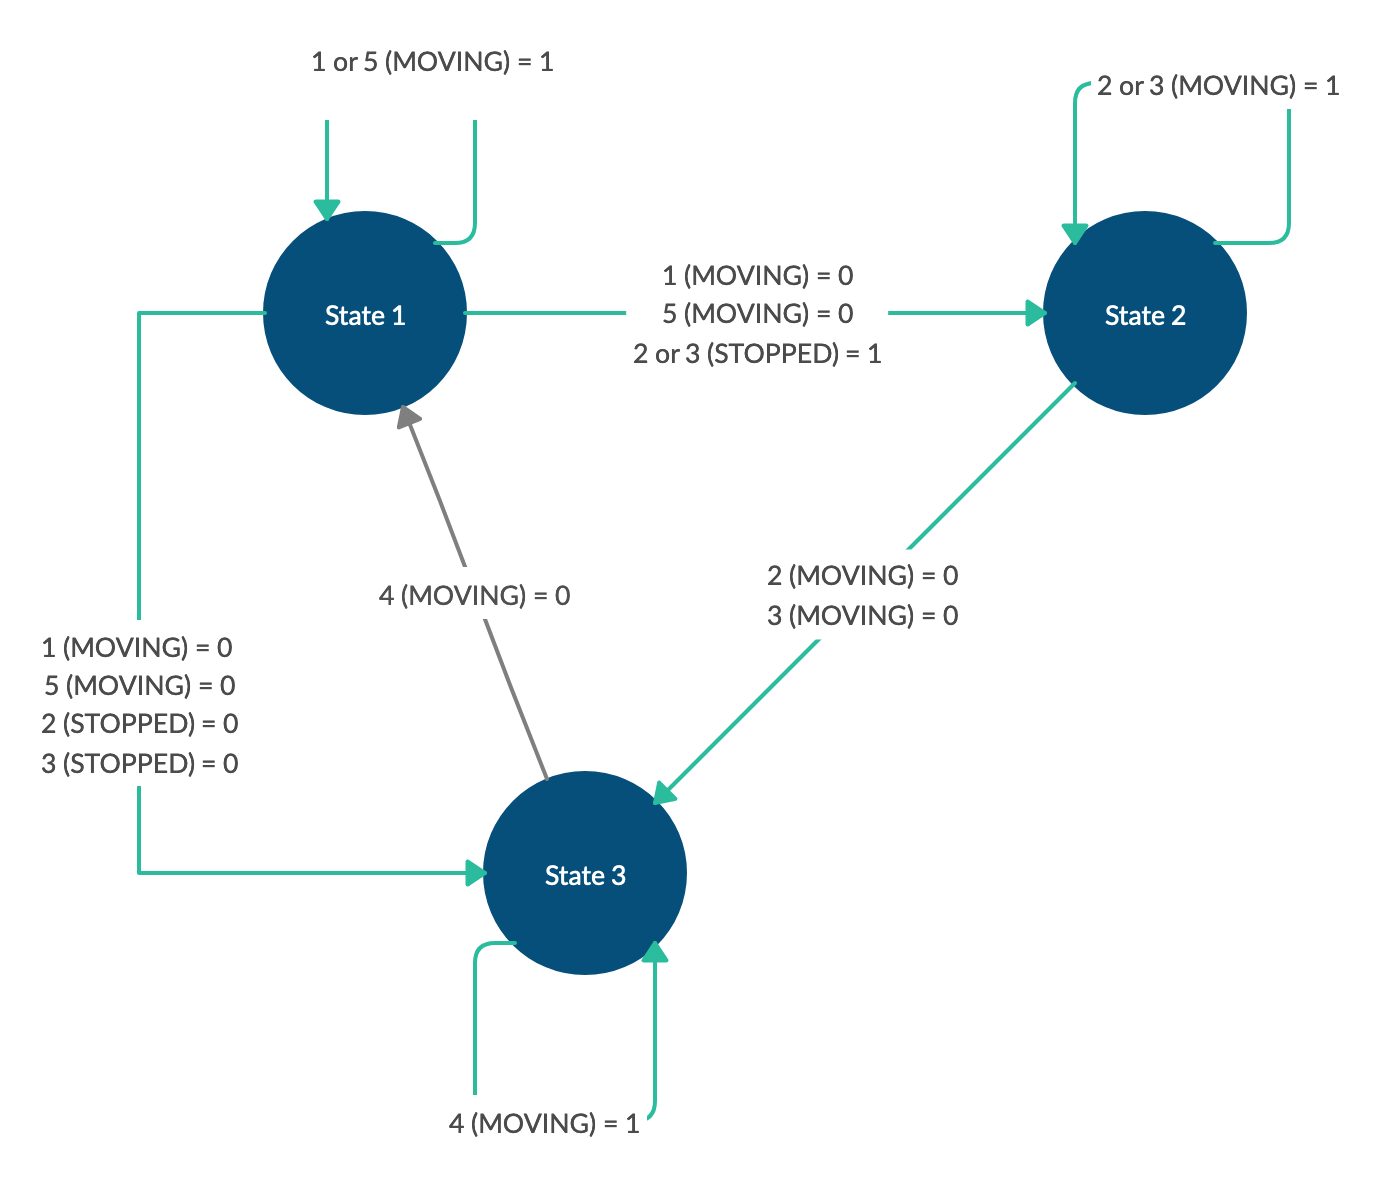 1 or 5 (MOVING) = 1
2 or 3 (MOVING) = 1
1 (MOVING) = 0
5 (MOVING) = 0
2 or 3 (STOPPED) = 1
State 1
State 2
4 (MOVING) = 0
2 (MOVING) = 0
3 (MOVING) = 0
1 (MOVING) = 0
5 (MOVING) = 0
2 (STOPPED) = 0
3 (STOPPED) = 0
State 3
4 (MOVING) = 1